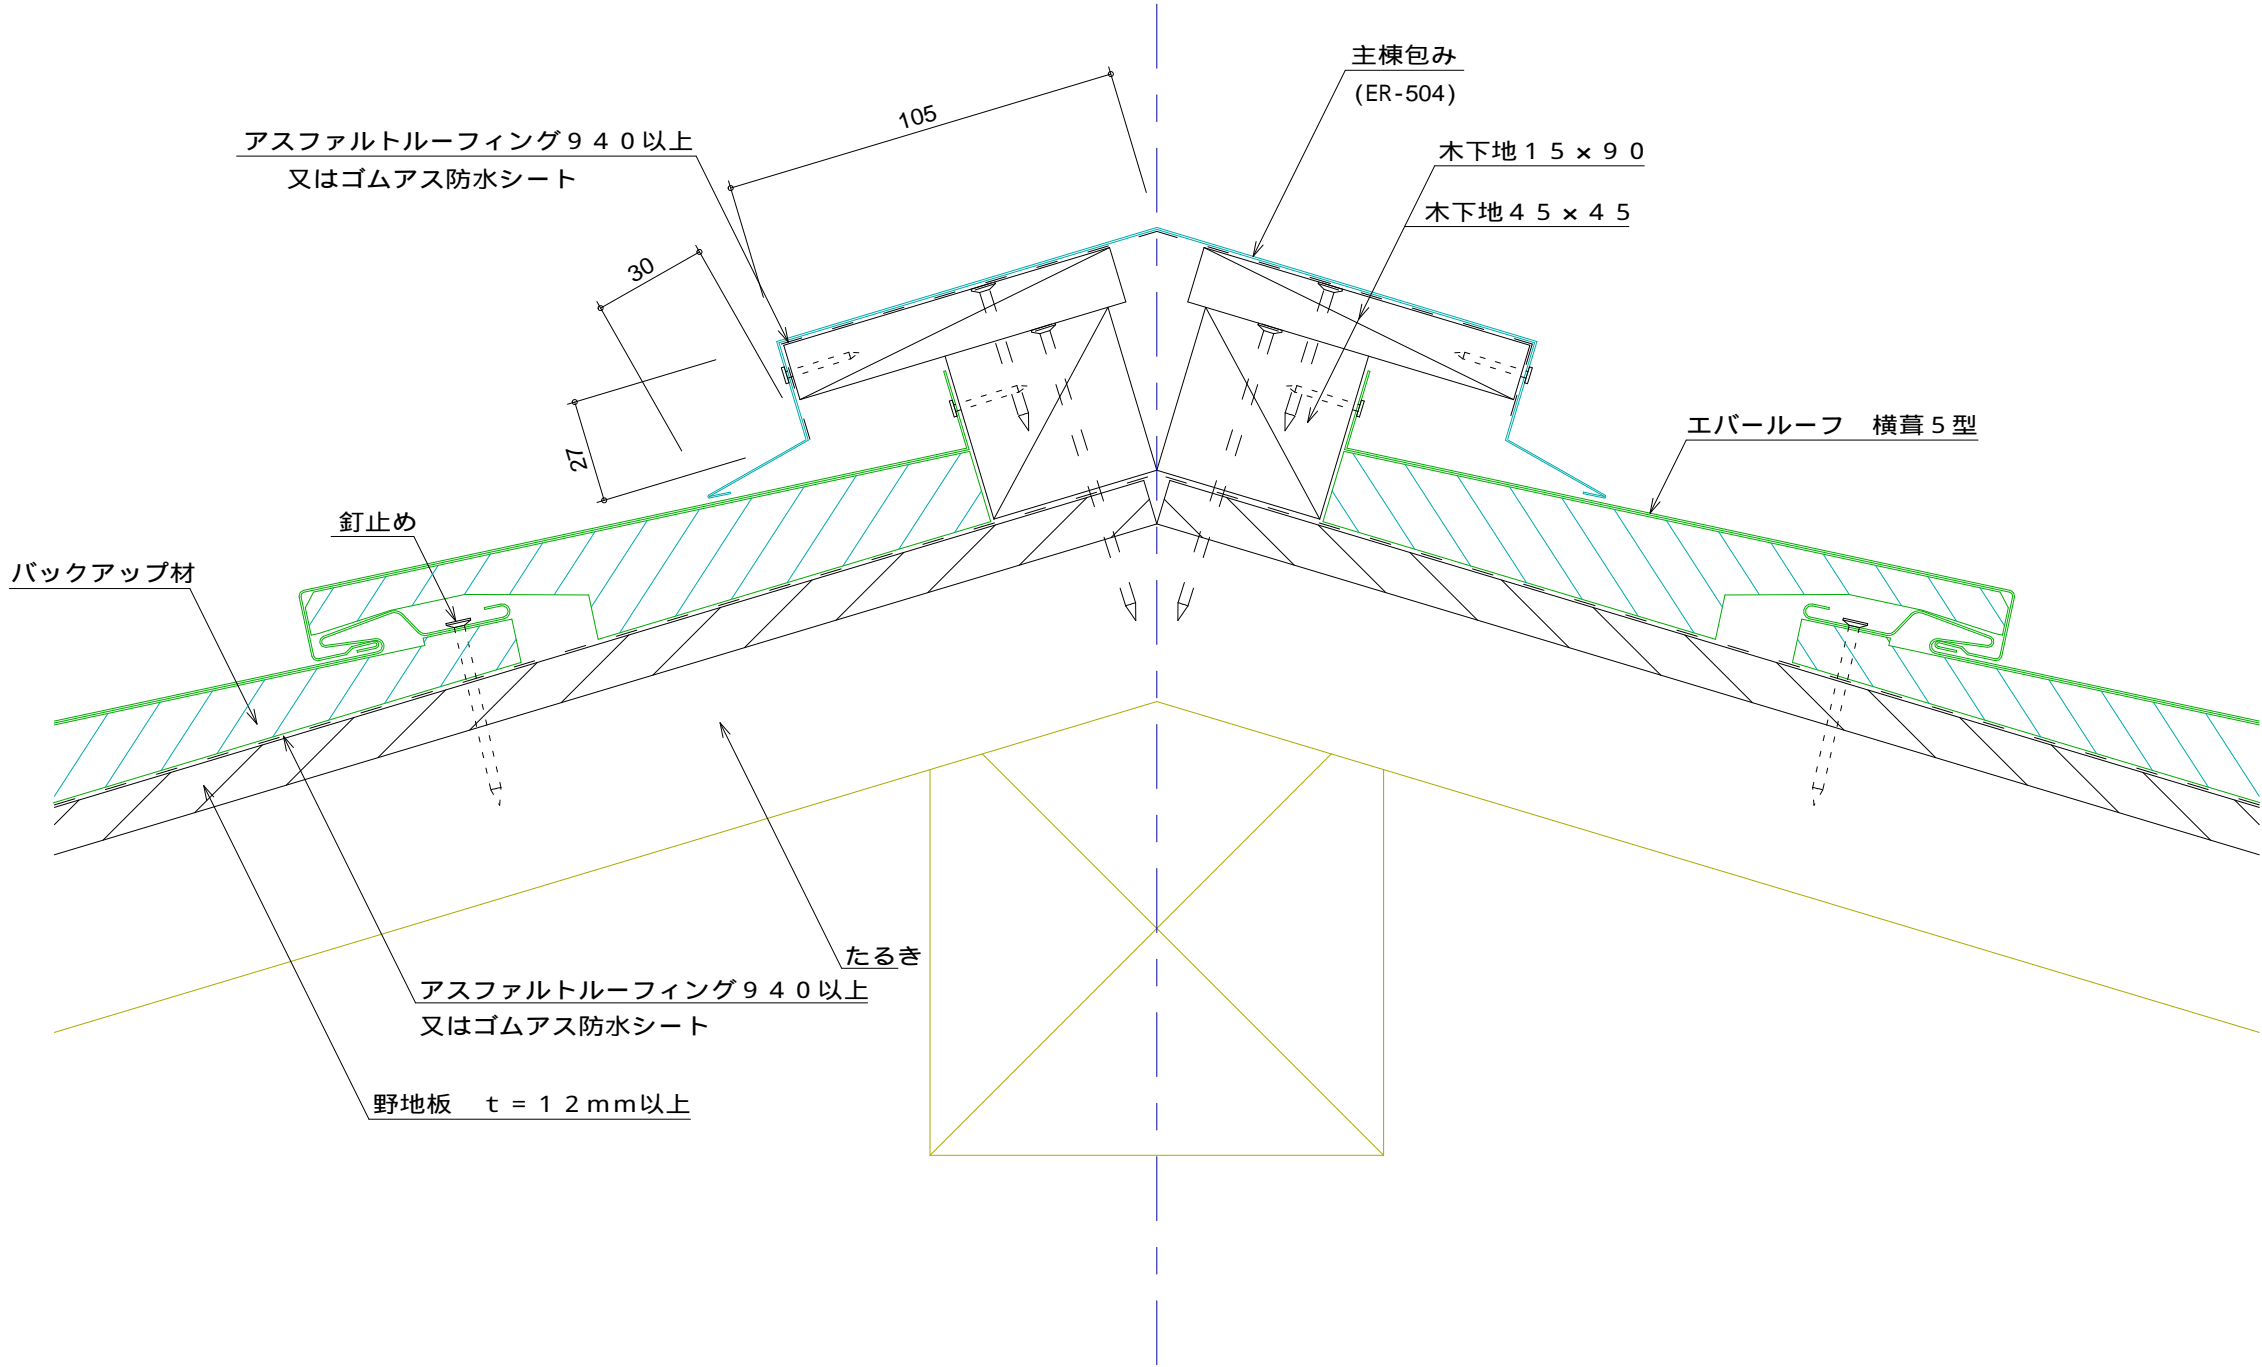 主棟包み
(ER-504)
105
アスファルトルーフィング９４０以上
又はゴムアス防水シート
木下地１５×９０
木下地４５×４５
30
27
エバールーフ　横葺５型
釘止め
バックアップ材
たるき
アスファルトルーフィング９４０以上
又はゴムアス防水シート
野地板　ｔ＝１２mm以上